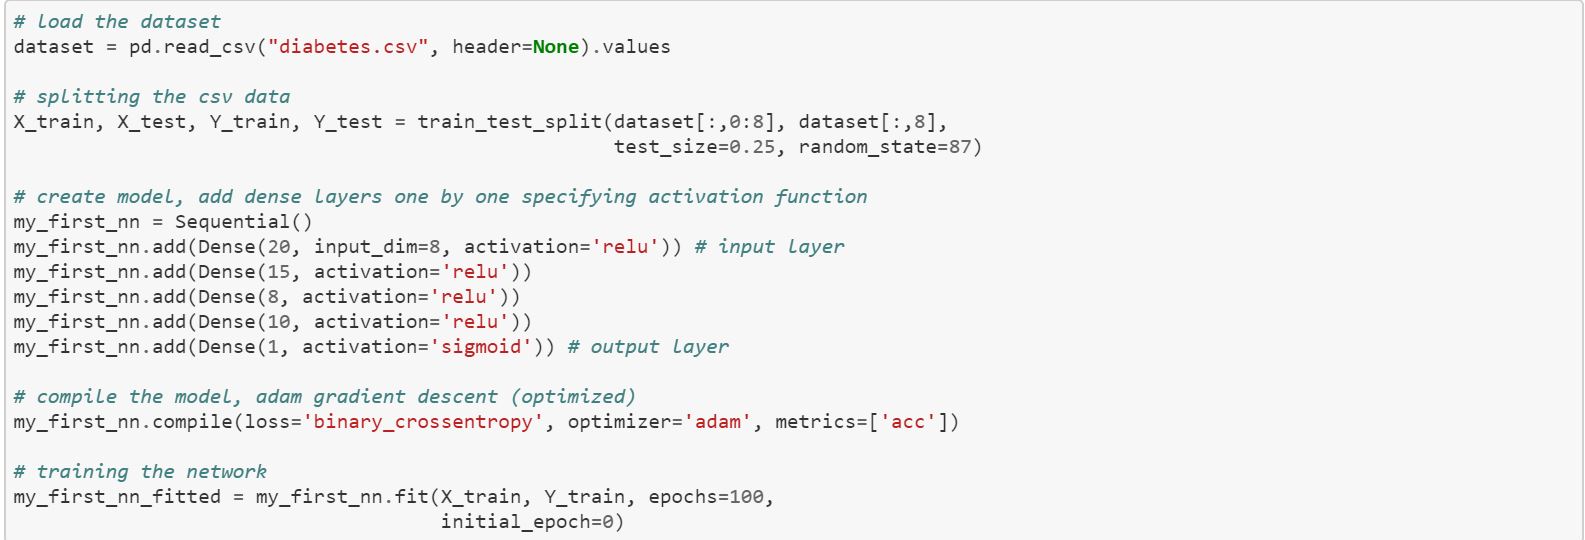 # load the dataset
dataset = pd.read_csv("diabetes.csv", header=None).values
# splitting the csv data
X_train, X_test, Y_train, Y_test = train_test_split(dataset[:,0:8], dataset[:,8],
test_size=0.25, random_state=87)
# create model, add dense layers one by one specifying activation function
my_first_nn = Sequential()
my_first_nn.add(Dense(20, input_dim=8, activation='relu')) # input layer
my_first_nn.add(Dense(15, activation='relu'))
my_first_nn.add(Dense(8, activation='relu'))
my_first_nn.add(Dense(10, activation='relu'))
my_first_nn.add(Dense(1, activation='sigmoid')) # output layer
# compile the model, adam gradient descent (optimized)
my_first_nn.compile(loss='binary_crossentropy', optimizer='adam', metrics=['acc'])
# training the network
my_first_nn_fitted = my_first_nn.fit(X_train, Y_train, epochs=100,
initial_epoch=0)